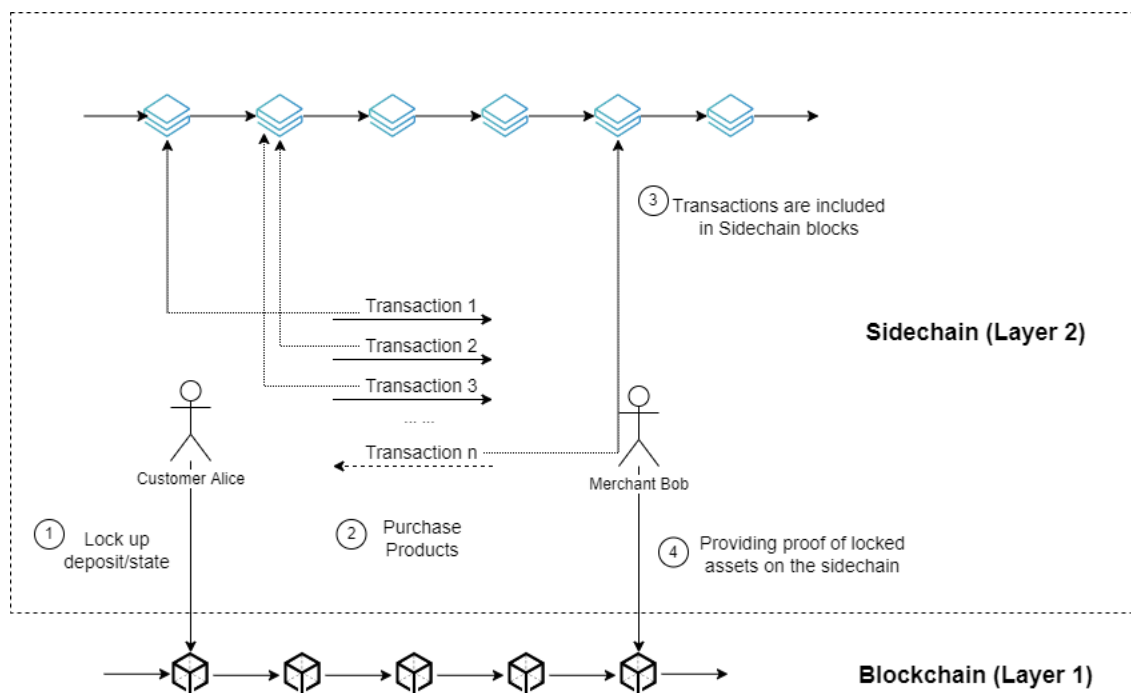 3
Transactions are included
in Sidechain blocks
Transaction 1
Sidechain (Layer 2)
Transaction 2
Transaction 3
... ...
Transaction n
Customer Alice
Merchant Bob
1
Lock up
deposit/state
2
Purchase
Products
4
Providing proof of locked
assets on the sidechain
Blockchain (Layer 1)